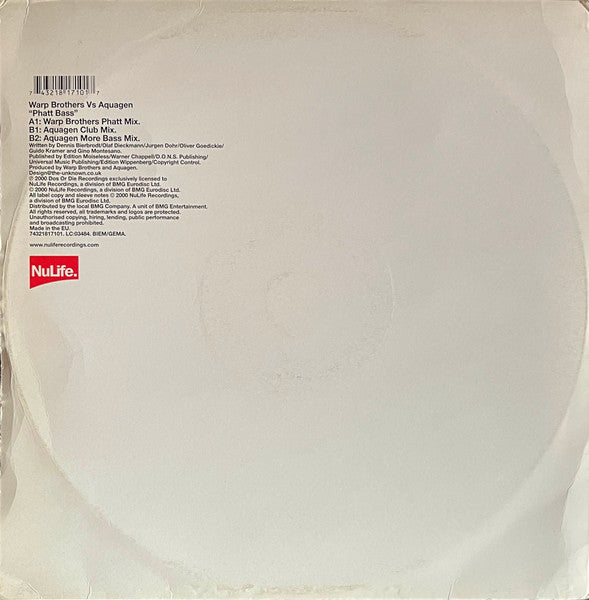 7 43218 17101 7
Warp Brothers Vs Aquagen
"Phatt Bass"
A1: Warp Brothers Phatt Mix.
B1: Aquagen Club Mix.
B2: Aquagen More Bass Mix.
Written by Dennis Bierbrodt/Olaf Dieckmann/Jurgen Dohr/Oliver Goedickie/
Guido Kramer and Gino Montesano.
Published by Edition Moiseless/Warner Chappell/D.O.N.S. Publishing/
Universal Music Publishing/Edition Wippenberg/Copyright Control.
Produced by Warp Brothers and Aquagen.
Design@the-unknown.co.uk
℗ 2000 Dos Or Die Recordings exclusively licensed to
NuLife Recordings, a division of BMG Eurodisc Ltd.
© 2000 NuLife Recordings, a division of BMG Eurodisc Ltd.
All label copy and sleeve notes © 2000 NuLife Recordings,
a division of BMG Eurodisc Ltd.
Distributed by the local BMG Company. A unit of BMG Entertainment.
All rights reserved, all trademarks and logos are protected.
Unauthorised copying, hiring, lending, public performance
and broadcasting prohibited.
Made in the EU.
74321817101. LC:03484. BIEM/GEMA.
www.nuliferecordings.com
NuLife.